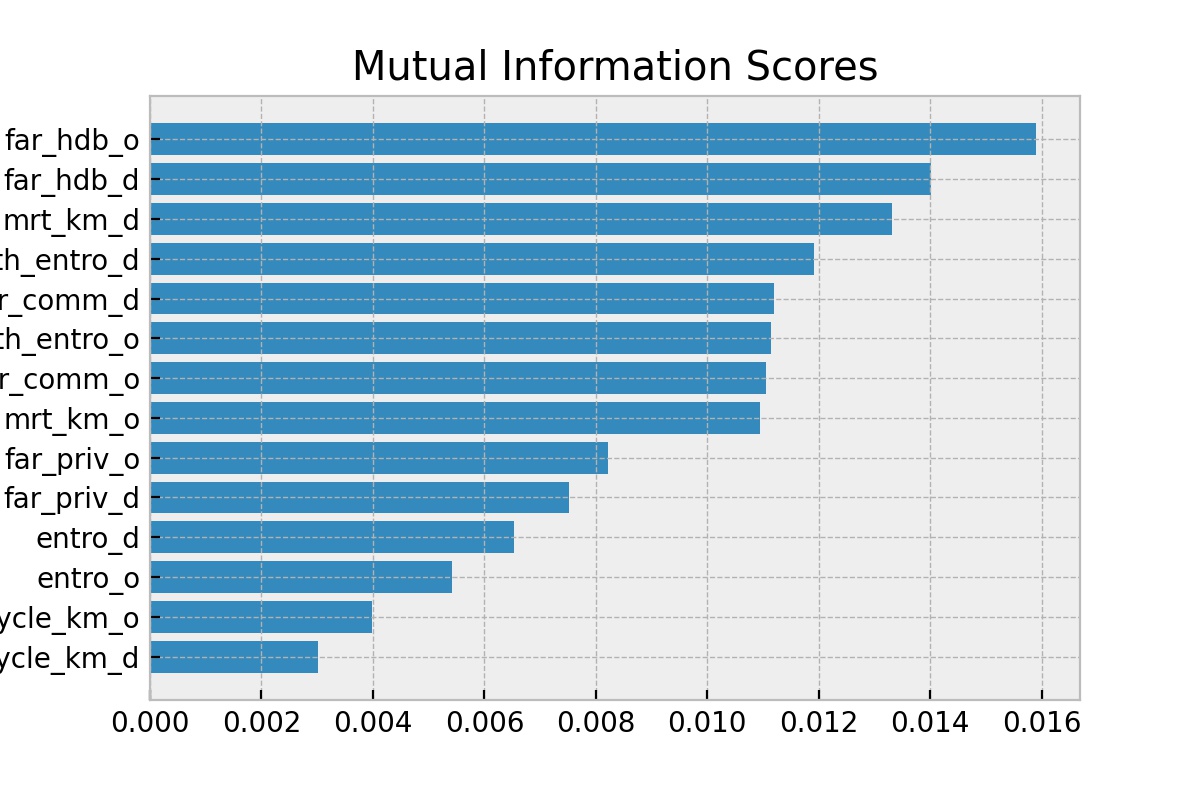 Mutual Information Scores
far_hdb_o
far_hdb_d
mrt_km_d
th_entro_d
r_comm_d
th_entro_o
r_comm_o
mrt_km_o
far_priv_o
far_priv_d
entro_d
entro_o
ycle_km_o
ycle_km_d
0.000 0.002 0.004 0.006 0.008 0.010 0.012 0.014 0.016